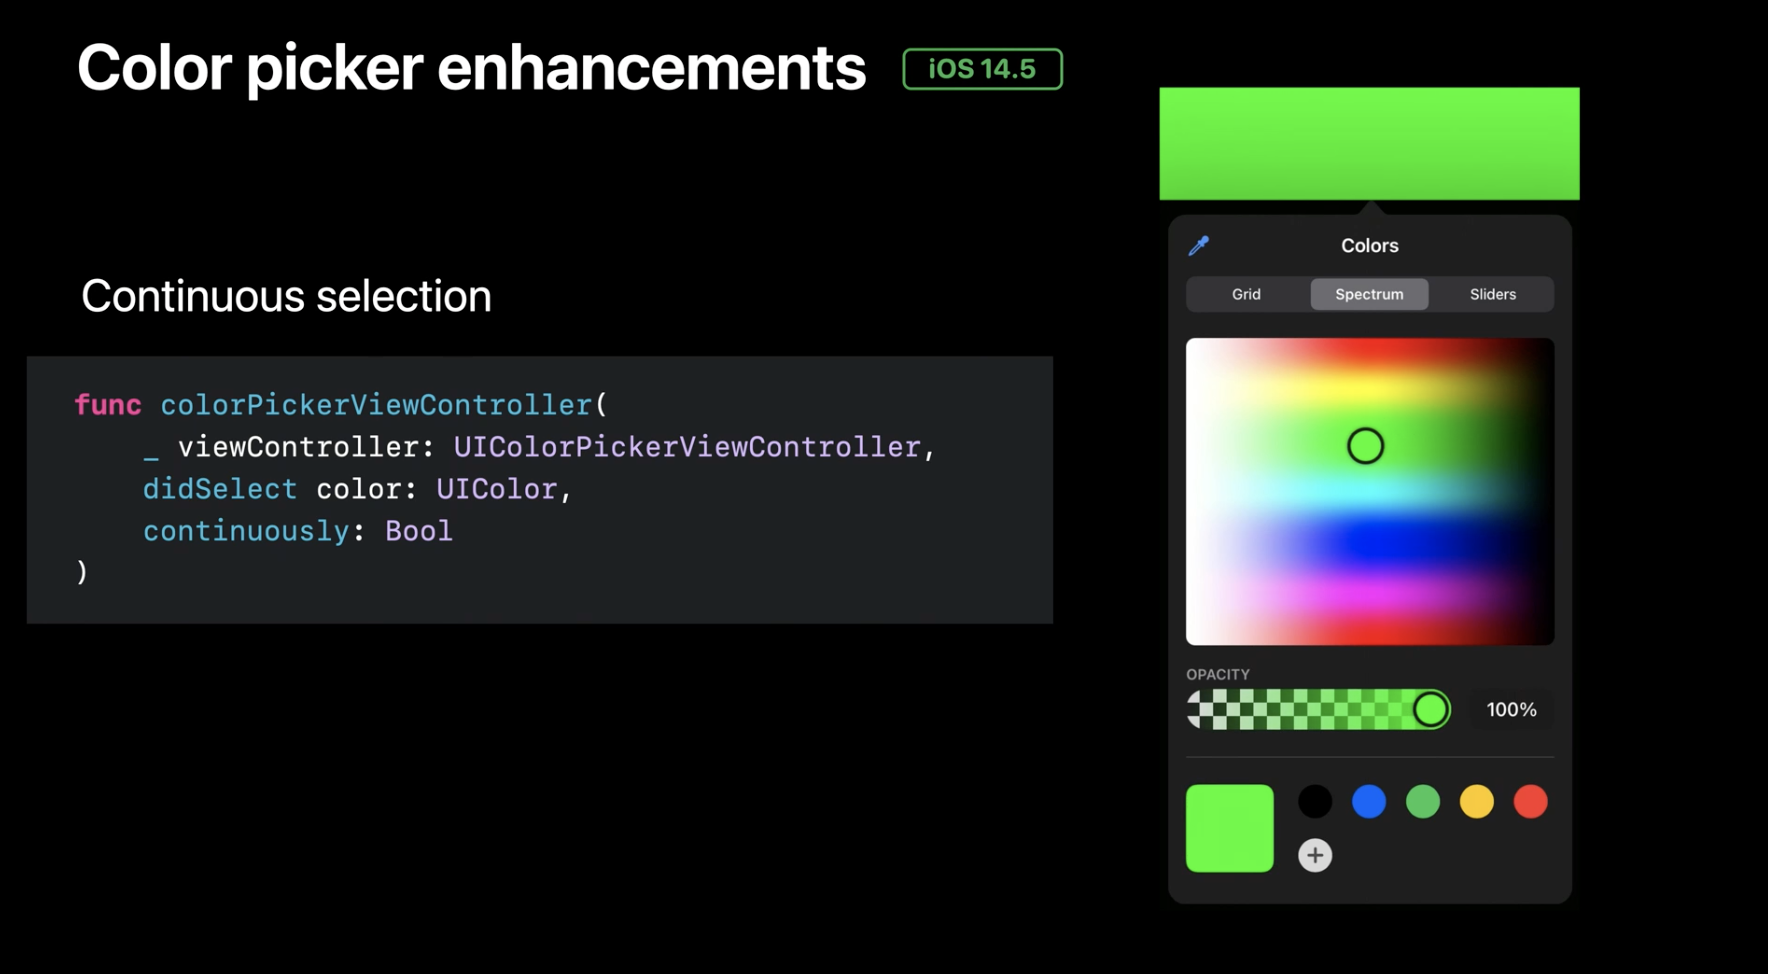 Color picker enhancements
iOS 14.5
Continuous selection
func colorPickerViewController(
_ viewController: UIColorPickerViewController,
didSelect color: UIColor,
continuously: Bool
)
Colors
Grid Spectrum Sliders
OPACITY
100%